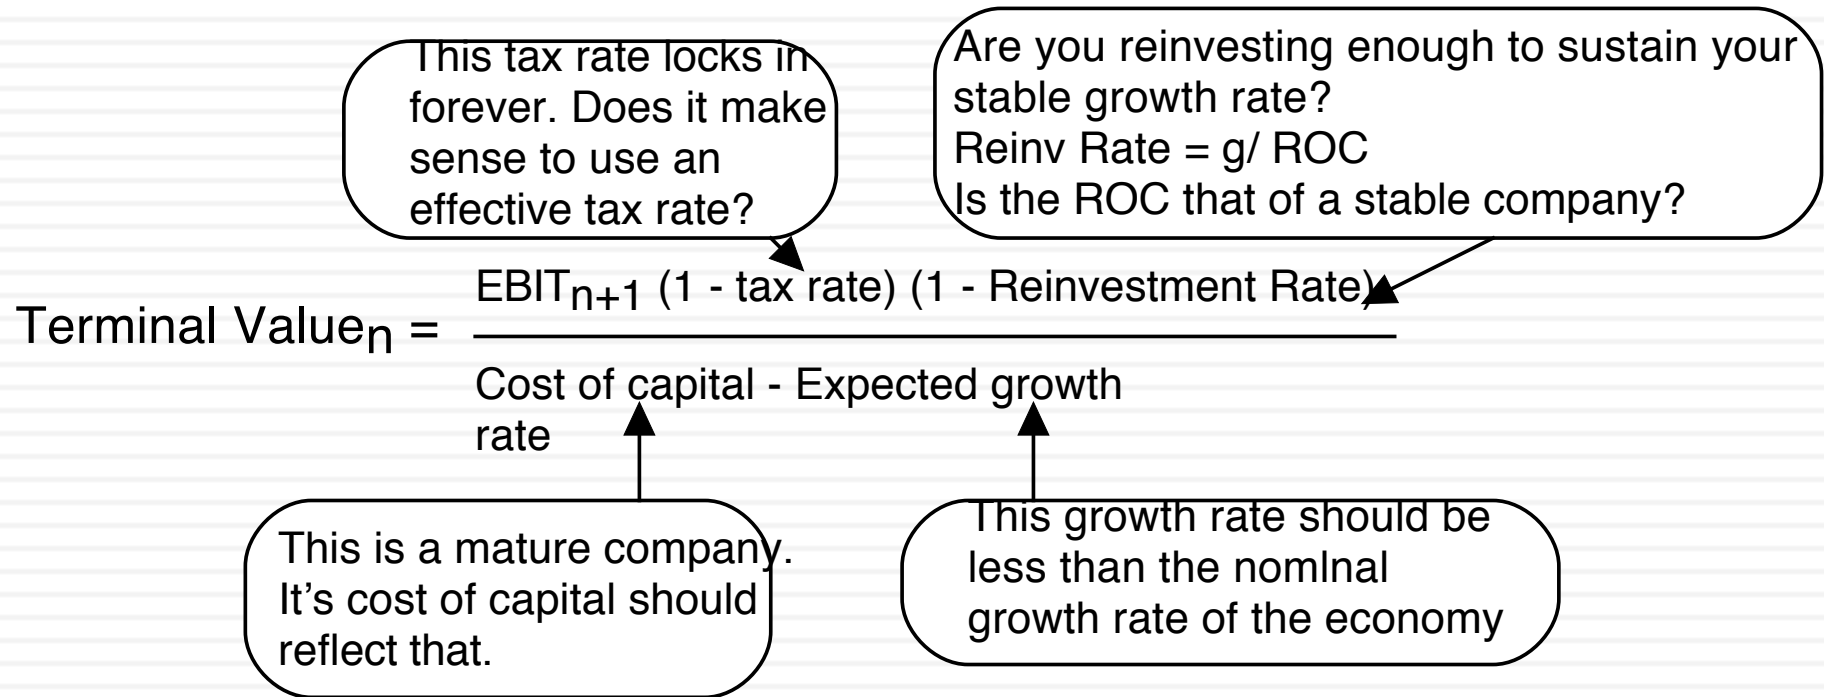 This tax rate locks in
forever. Does it make
sense to use an
effective tax rate?
Are you reinvesting enough to sustain your
stable growth rate?
Reinv Rate = g/ ROC
Is the ROC that of a stable company?
Terminal Valuen =
EBITn+1 (1 - tax rate) (1 - Reinvestment Rate)
Cost of capital - Expected growth
rate
This is a mature company.
It's cost of capital should
reflect that.
This growth rate should be
less than the nomlnal
growth rate of the economy